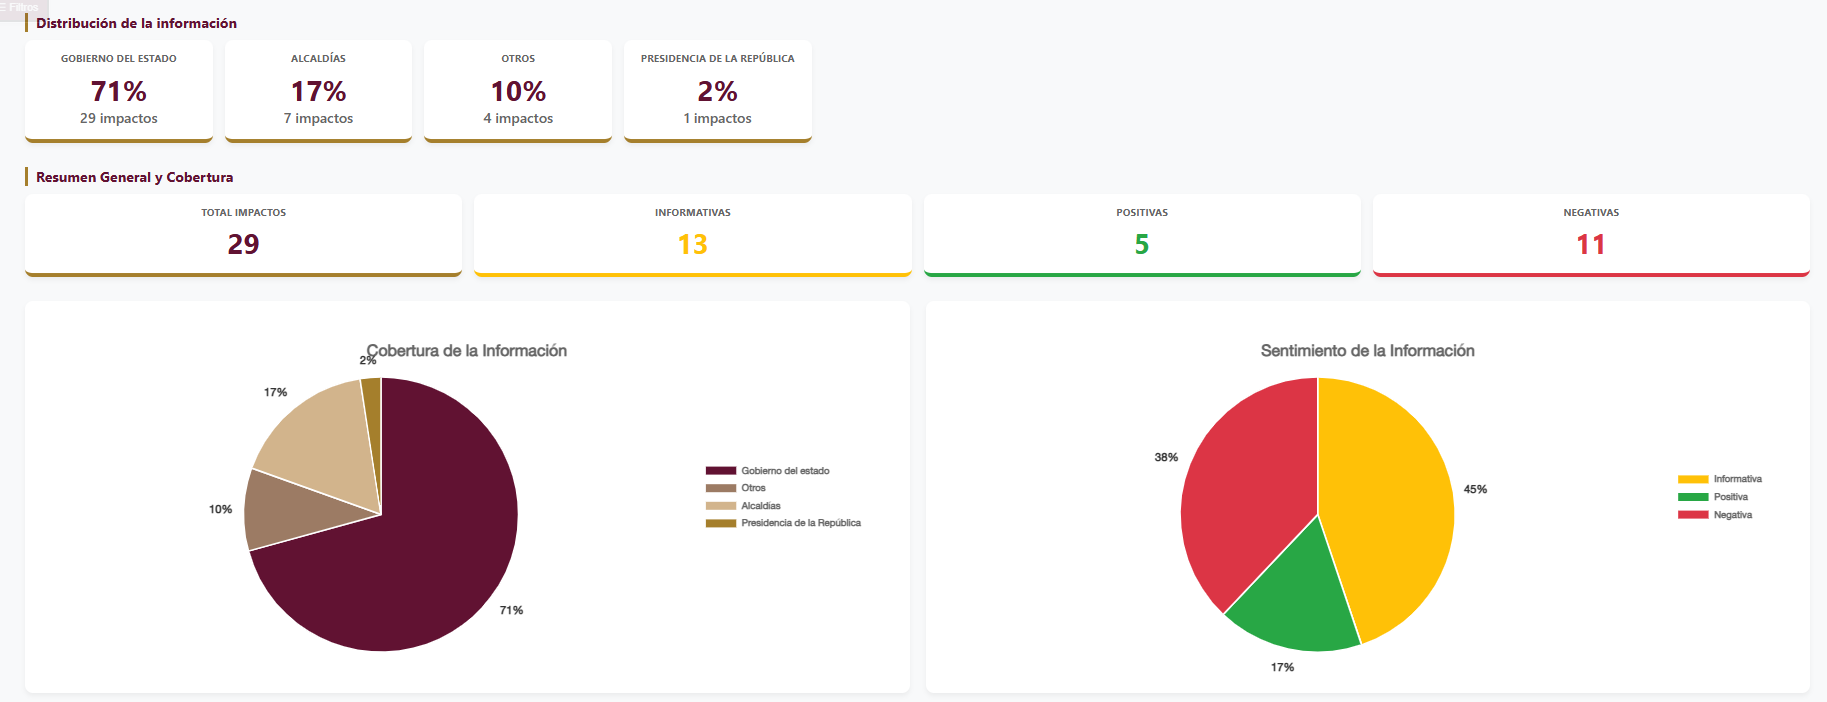 ☰ Filtros
Distribución de la información
GOBIERNO DEL ESTADO
71%
29 impactos
ALCALDÍAS
17%
7 impactos
OTROS
10%
4 impactos
PRESIDENCIA DE LA REPÚBLICA
2%
1 impactos
Resumen General y Cobertura
TOTAL IMPACTOS
29
INFORMATIVAS
13
POSITIVAS
5
NEGATIVAS
11
Cobertura de la Información
2%
17%
10%
71%
Gobierno del estado
Otros
Alcaldías
Presidencia de la República
Sentimiento de la Información
38%
45%
17%
Informativa
Positiva
Negativa